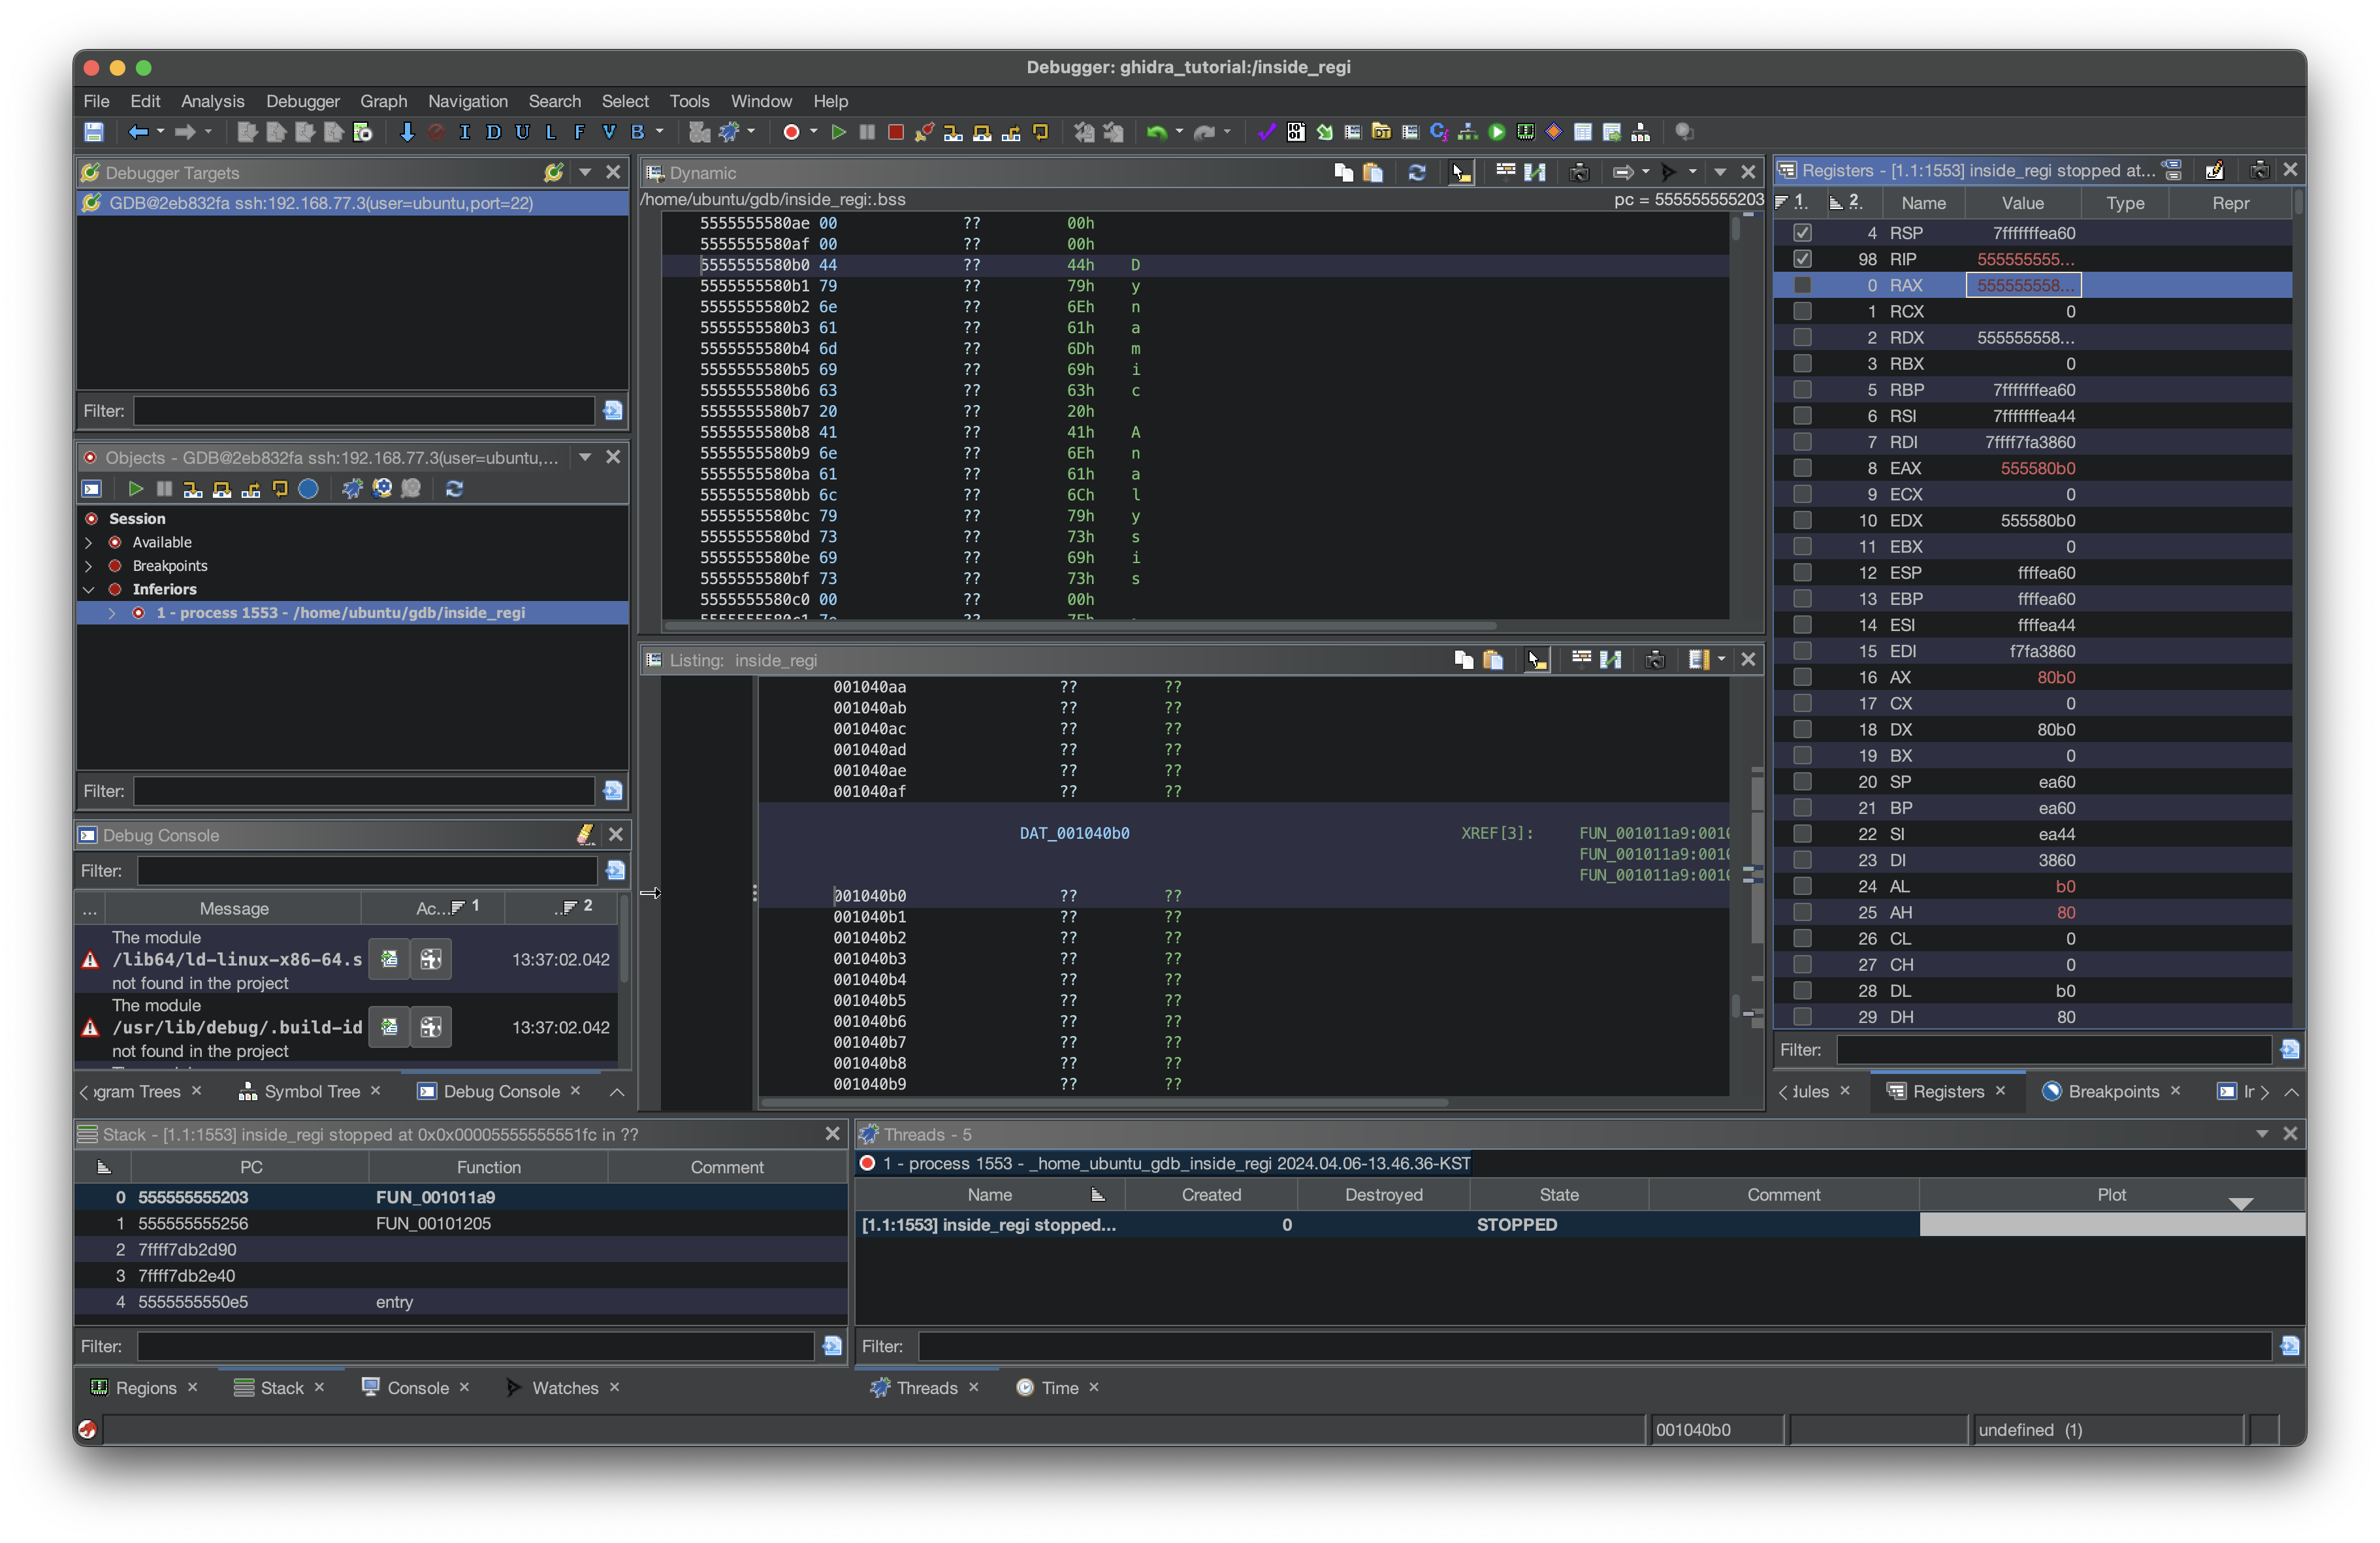 Debugger: ghidra_tutorial:/inside_regi
File Edit Analysis Debugger Graph Navigation Search Select Tools Window Help
I D U L F V B
Debugger Targets
GDB@2eb832fa ssh:192.168.77.3(user=ubuntu,port=22)
Filter:
Objects - GDB@2eb832fa ssh:192.168.77.3(user=ubuntu,...
Session
Available
Breakpoints
Inferiors
1 - process 1553 - /home/ubuntu/gdb/inside_regi
Filter:
Debug Console
Filter:
... Message Ac... 1 .. 2
The module
/lib64/ld-linux-x86-64.s 13:37:02.042
not found in the project
The module
/usr/lib/debug/.build-id 13:37:02.042
not found in the project
ogram Trees Symbol Tree Debug Console
Dynamic
/home/ubuntu/gdb/inside_regi:.bss pc = 555555555203
5555555580ae 00 ?? 00h
5555555580af 00 ?? 00h
5555555580b0 44 ?? 44h D
5555555580b1 79 ?? 79h y
5555555580b2 6e ?? 6Eh n
5555555580b3 61 ?? 61h a
5555555580b4 6d ?? 6Dh m
5555555580b5 69 ?? 69h i
5555555580b6 63 ?? 63h c
5555555580b7 20 ?? 20h
5555555580b8 41 ?? 41h A
5555555580b9 6e ?? 6Eh n
5555555580ba 61 ?? 61h a
5555555580bb 6c ?? 6Ch l
5555555580bc 79 ?? 79h y
5555555580bd 73 ?? 73h s
5555555580be 69 ?? 69h i
5555555580bf 73 ?? 73h s
5555555580c0 00 ?? 00h
Listing: inside_regi
001040aa ?? ??
001040ab ?? ??
001040ac ?? ??
001040ad ?? ??
001040ae ?? ??
001040af ?? ??
DAT_001040b0 XREF[3]: FUN_001011a9:0010
FUN_001011a9:0010
FUN_001011a9:0010
001040b0 ?? ??
001040b1 ?? ??
001040b2 ?? ??
001040b3 ?? ??
001040b4 ?? ??
001040b5 ?? ??
001040b6 ?? ??
001040b7 ?? ??
001040b8 ?? ??
001040b9 ?? ??
Registers - [1.1:1553] inside_regi stopped at...
1.. 2.. Name Value Type Repr
4 RSP 7fffffffea60
98 RIP 555555555...
0 RAX 555555558...
1 RCX 0
2 RDX 555555558...
3 RBX 0
5 RBP 7fffffffea60
6 RSI 7fffffffea44
7 RDI 7ffff7fa3860
8 EAX 555580b0
9 ECX 0
10 EDX 555580b0
11 EBX 0
12 ESP ffffea60
13 EBP ffffea60
14 ESI ffffea44
15 EDI f7fa3860
16 AX 80b0
17 CX 0
18 DX 80b0
19 BX 0
20 SP ea60
21 BP ea60
22 SI ea44
23 DI 3860
24 AL b0
25 AH 80
26 CL 0
27 CH 0
28 DL b0
29 DH 80
Filter:
dules Registers Breakpoints Ir
Stack - [1.1:1553] inside_regi stopped at 0x0x00005555555551fc in ??
PC Function Comment
0 555555555203 FUN_001011a9
1 555555555256 FUN_00101205
2 7ffff7db2d90
3 7ffff7db2e40
4 5555555550e5 entry
Filter:
Regions Stack Console Watches
Threads - 5
1 - process 1553 - _home_ubuntu_gdb_inside_regi 2024.04.06-13.46.36-KST
Name Created Destroyed State Comment Plot
[1.1:1553] inside_regi stopped... 0 STOPPED
Filter:
Threads Time
001040b0 undefined (1)